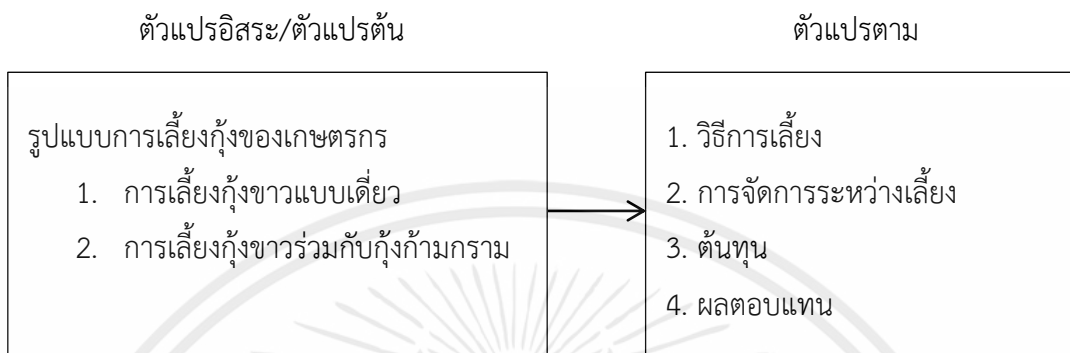 ตัวแปรอิสระ/ตัวแปรต้น
รูปแบบการเลี้ยงกุ้งของเกษตรกร
1. การเลี้ยงกุ้งขาวแบบเดี่ยว
2. การเลี้ยงกุ้งขาวร่วมกับกุ้งก้ามกราม
ตัวแปรตาม
1. วิธีการเลี้ยง
2. การจัดการระหว่างเลี้ยง
3. ต้นทุน
4. ผลตอบแทน